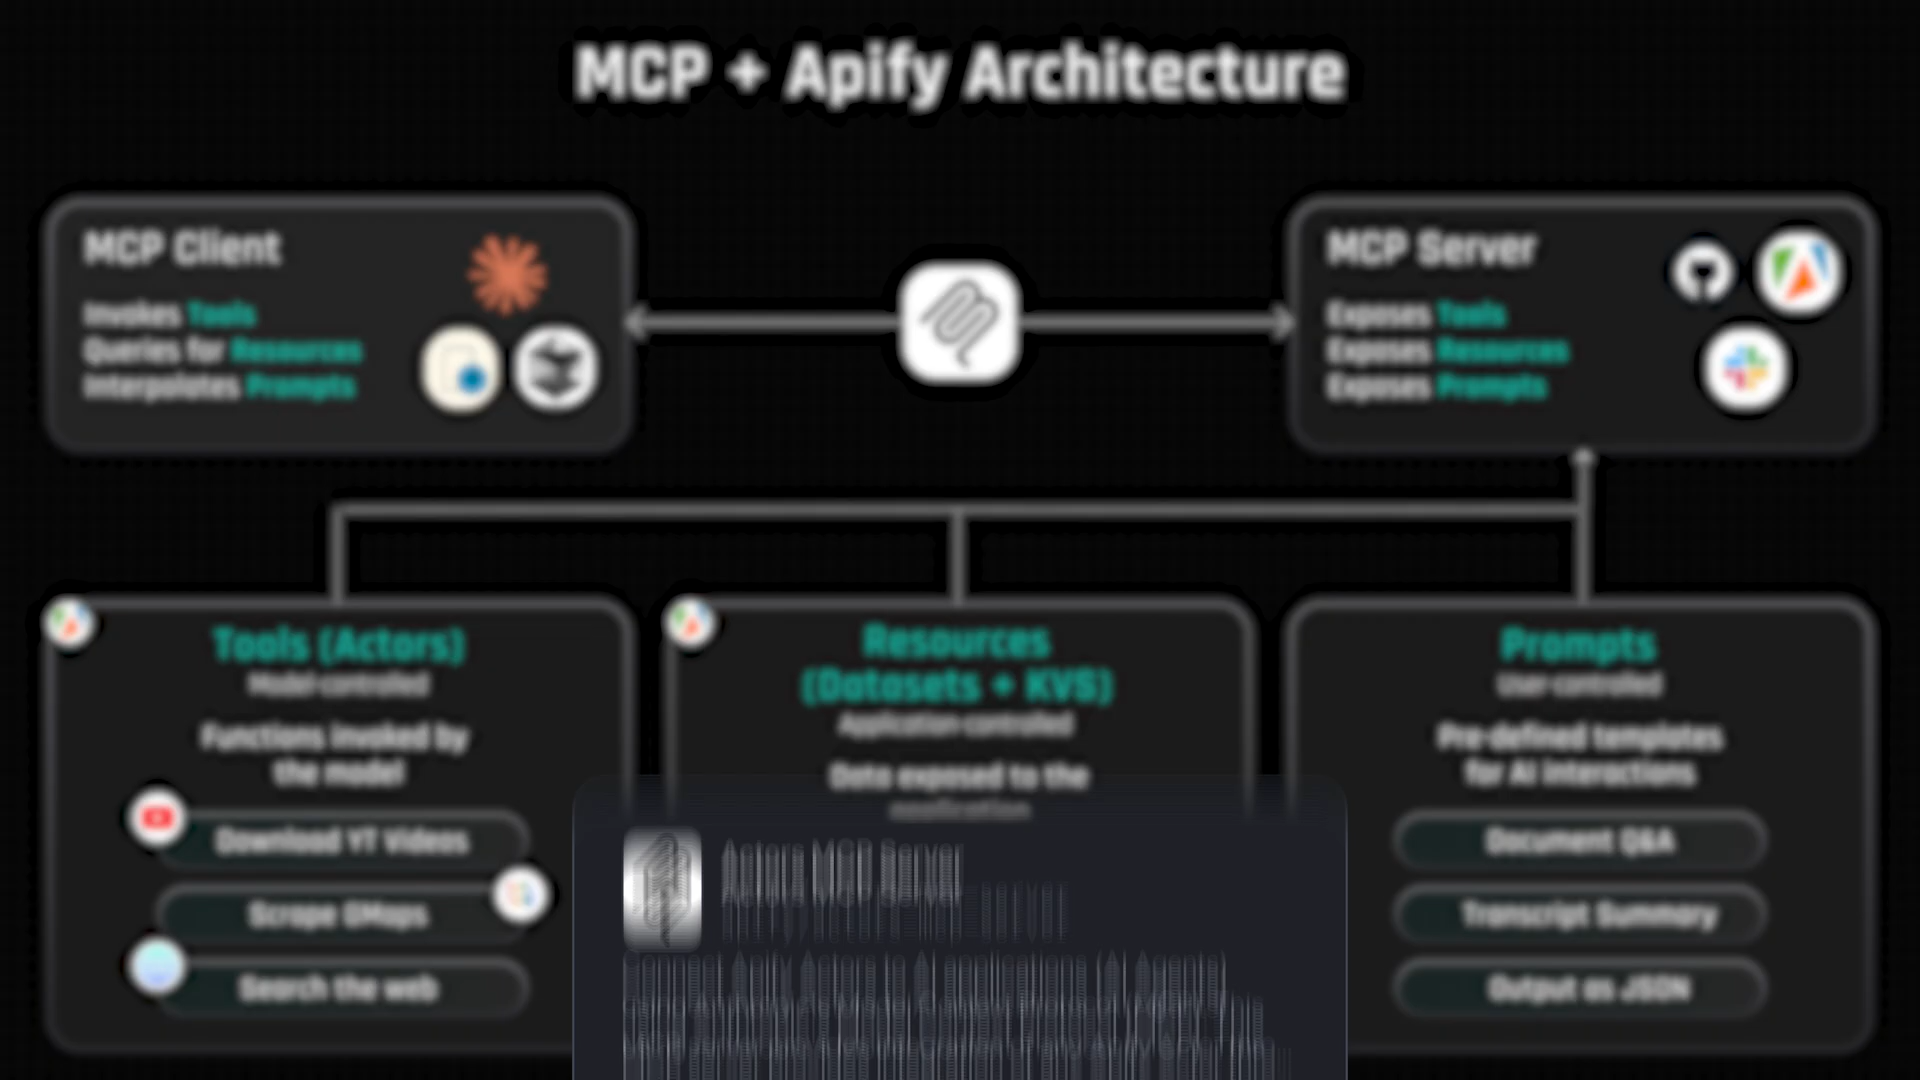 MCP + Apify Architecture
MCP Client
Invokes Tools
Queries for Resources
Interpolates Prompts
MCP Server
Exposes Tools
Exposes Resources
Exposes Prompts
Tools (Actors)
Model-controlled
Functions invoked by
the model
Download YT Videos
Scrape GMaps
Search the web
Resources
(Datasets + KVS)
Application-controlled
Data exposed to the
application
Prompts
User-controlled
Pre-defined templates
for AI interactions
Document Q&A
Transcript Summary
Output as JSON
Actors MCP Server